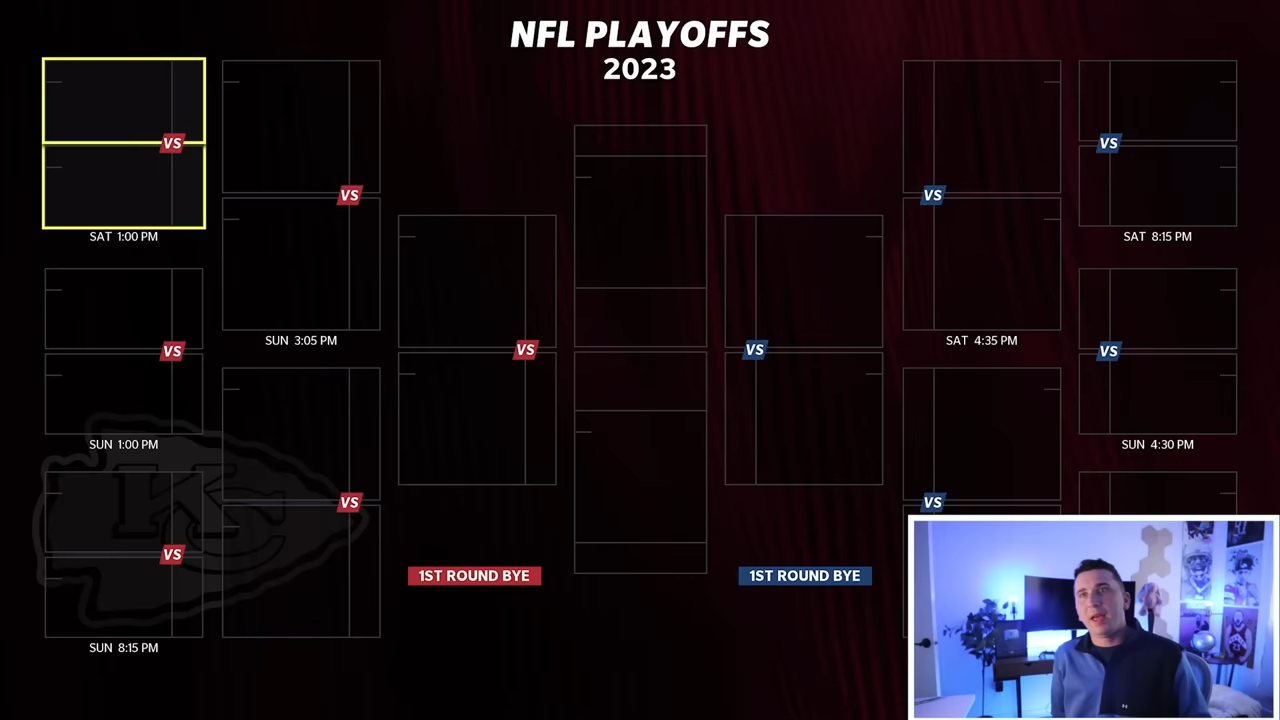 NFL PLAYOFFS
2023
VS
SAT 1:00 PM
VS
SUN 1:00 PM
VS
SUN 8:15 PM
VS
SUN 3:05 PM
VS
VS
1ST ROUND BYE
VS
1ST ROUND BYE
VS
SAT 4:35 PM
VS
VS
SAT 8:15 PM
VS
SUN 4:30 PM
KC